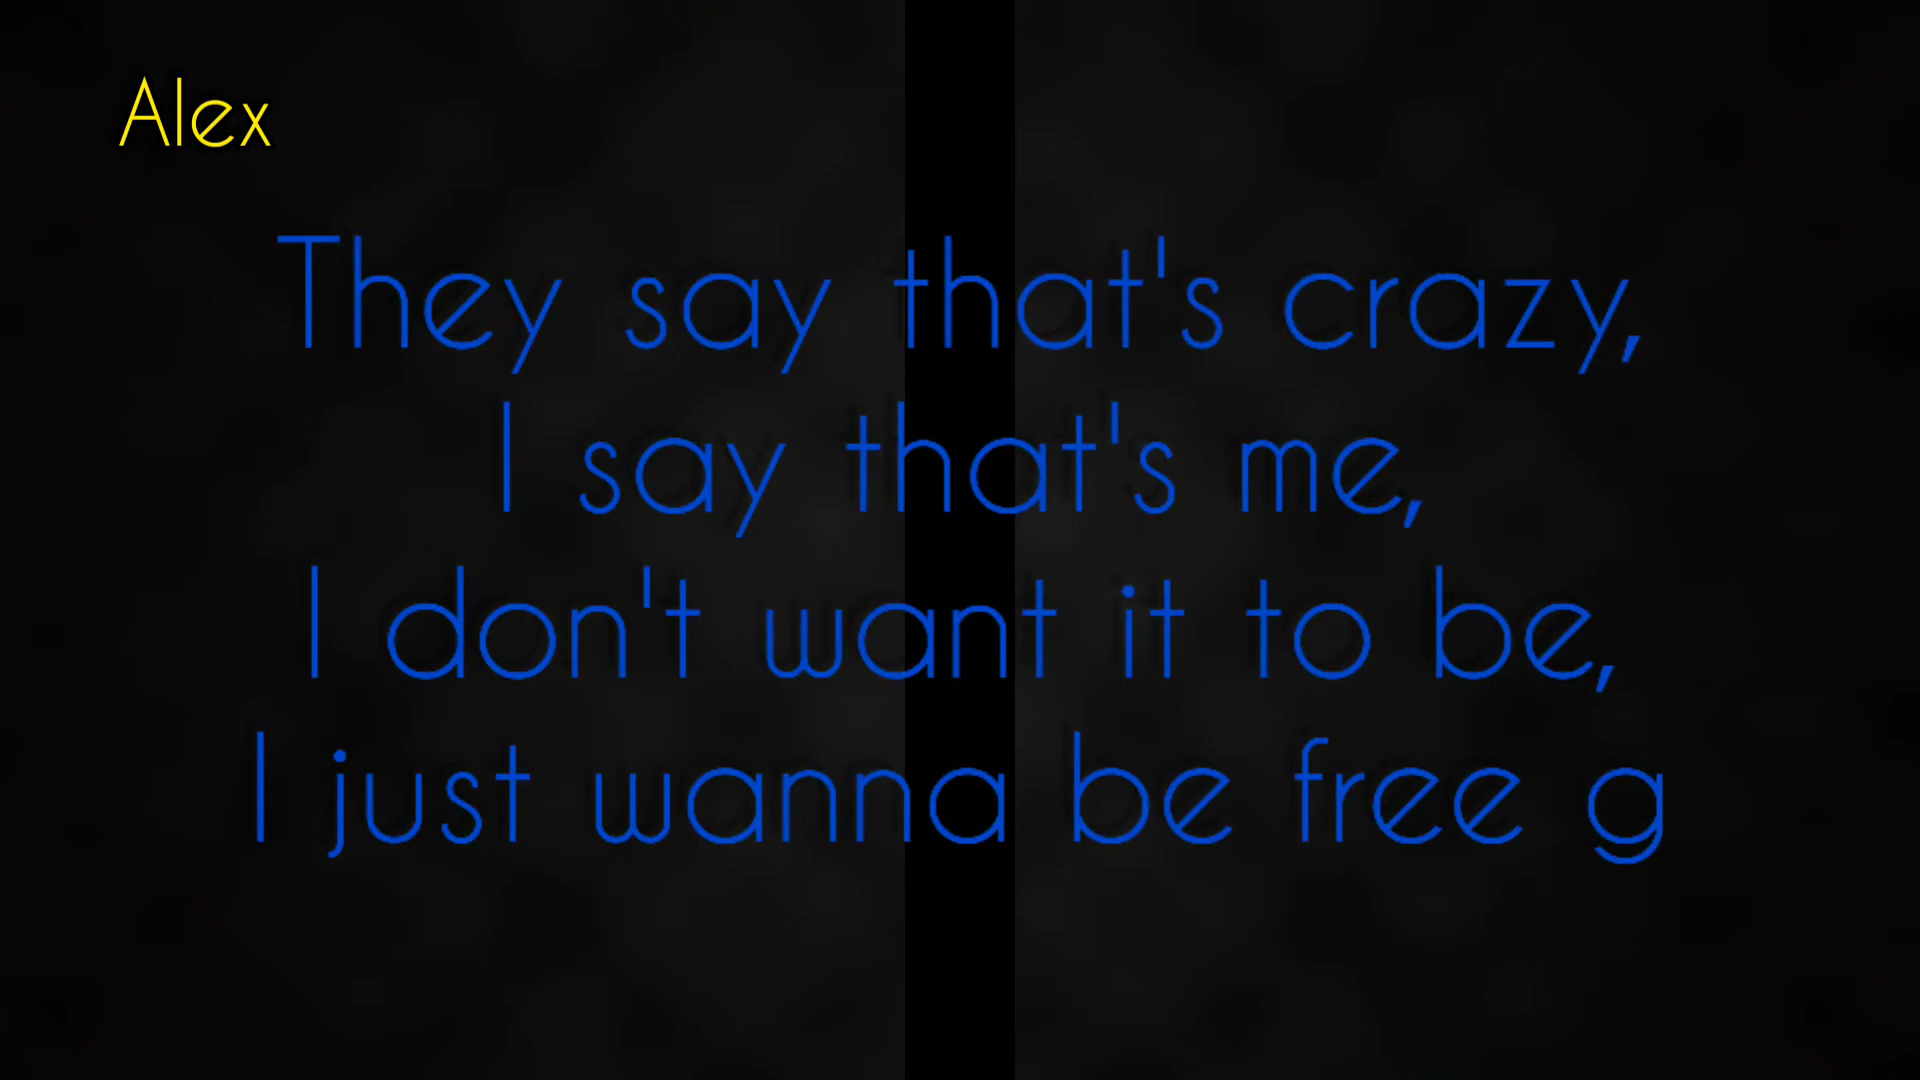 Alex
They say that's crazy,
I say that's me,
I don't want it to be,
I just wanna be free g